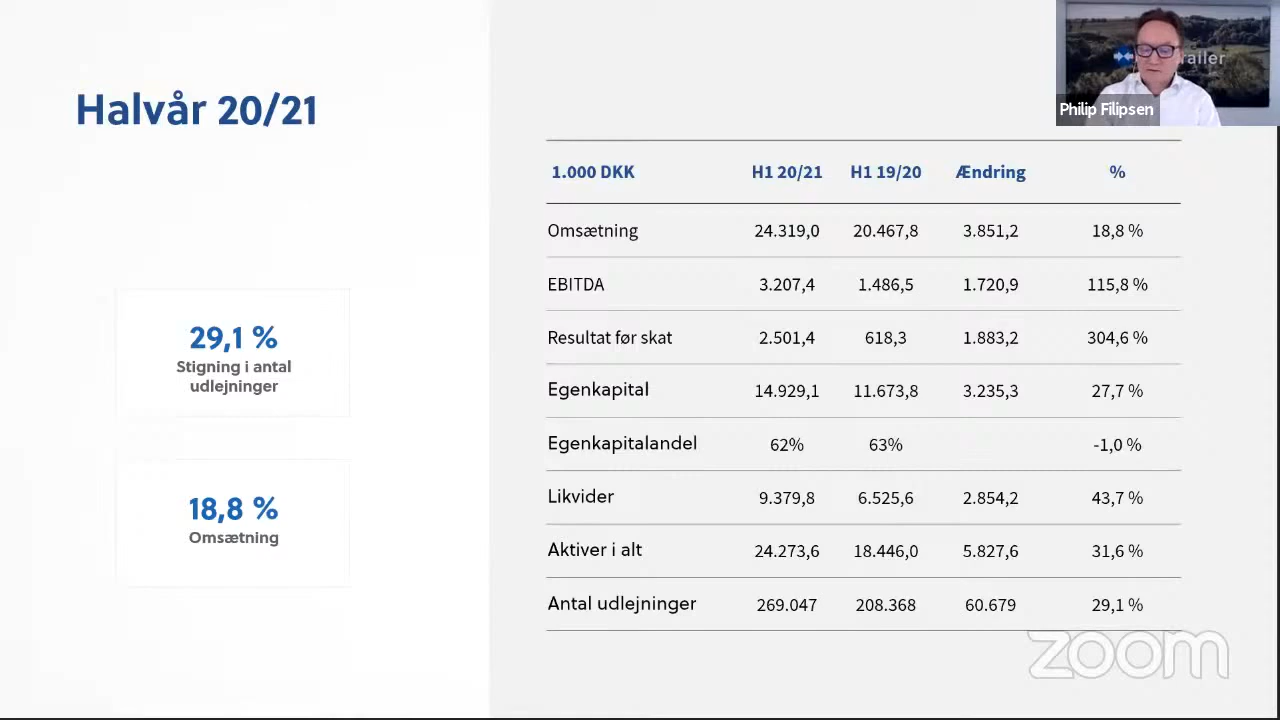 railer
Philip Filipsen
Halvår 20/21
29,1 %
Stigning i antal
udlejninger
18,8 %
Omsætning
1.000 DKK H1 20/21 H1 19/20 Ændring %
Omsætning 24.319,0 20.467,8 3.851,2 18,8 %
EBITDA 3.207,4 1.486,5 1.720,9 115,8 %
Resultat før skat 2.501,4 618,3 1.883,2 304,6 %
Egenkapital 14.929,1 11.673,8 3.235,3 27,7 %
Egenkapitalandel 62% 63% -1,0 %
Likvider 9.379,8 6.525,6 2.854,2 43,7 %
Aktiver i alt 24.273,6 18.446,0 5.827,6 31,6 %
Antal udlejninger 269.047 208.368 60.679 29,1 %
zoom